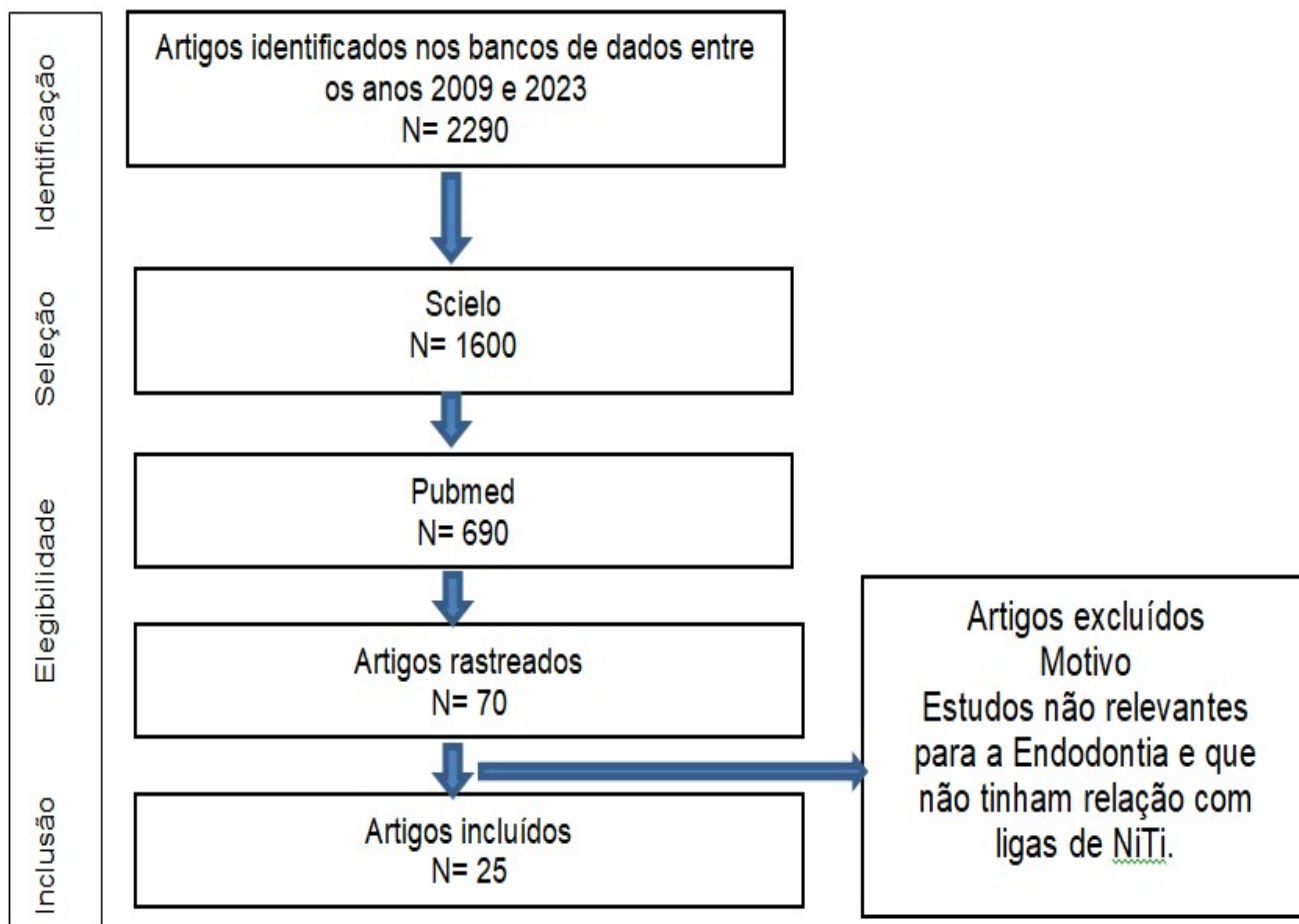 Identificação
Artigos identificados nos bancos de dados entre
os anos 2009 e 2023
N= 2290
Seleção
Scielo
N= 1600
Elegibilidade
Pubmed
N= 690
Artigos rastreados
N= 70
Artigos excluídos
Motivo
Estudos não relevantes
para a Endodontia e que
não tinham relação com
ligas de NiTi.
Inclusão
Artigos incluídos
N= 25